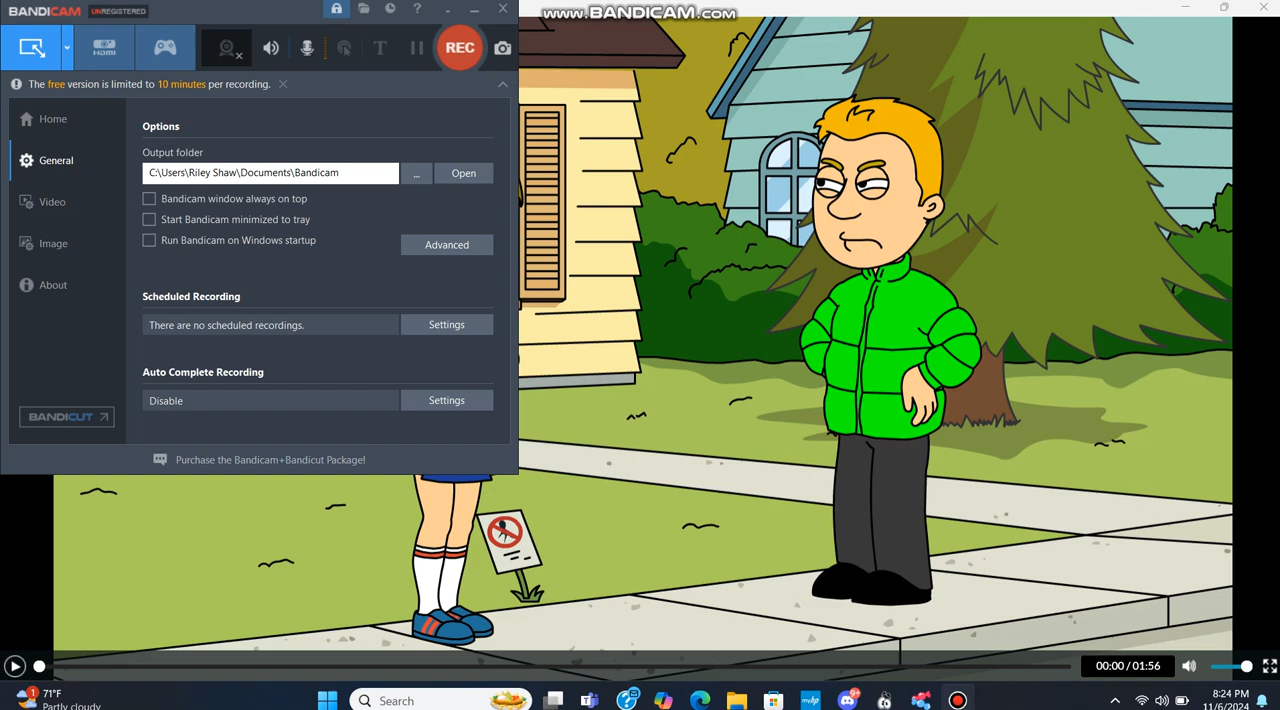 BANDICAM UNREGISTERED
www.BANDICAM.com
HDMI
T
REC
The free version is limited to 10 minutes per recording.
Home
General
Video
Image
About
BANDICUT
Options
Output folder
C:\Users\Riley Shaw\Documents\Bandicam
...
Open
Bandicam window always on top
Start Bandicam minimized to tray
Run Bandicam on Windows startup
Advanced
Scheduled Recording
There are no scheduled recordings.
Settings
Auto Complete Recording
Disable
Settings
Purchase the Bandicam+Bandicut Package!
00:00 / 01:56
1
71°F
Partly cloudy
Search
myhp
9+
8:24 PM
11/6/2024